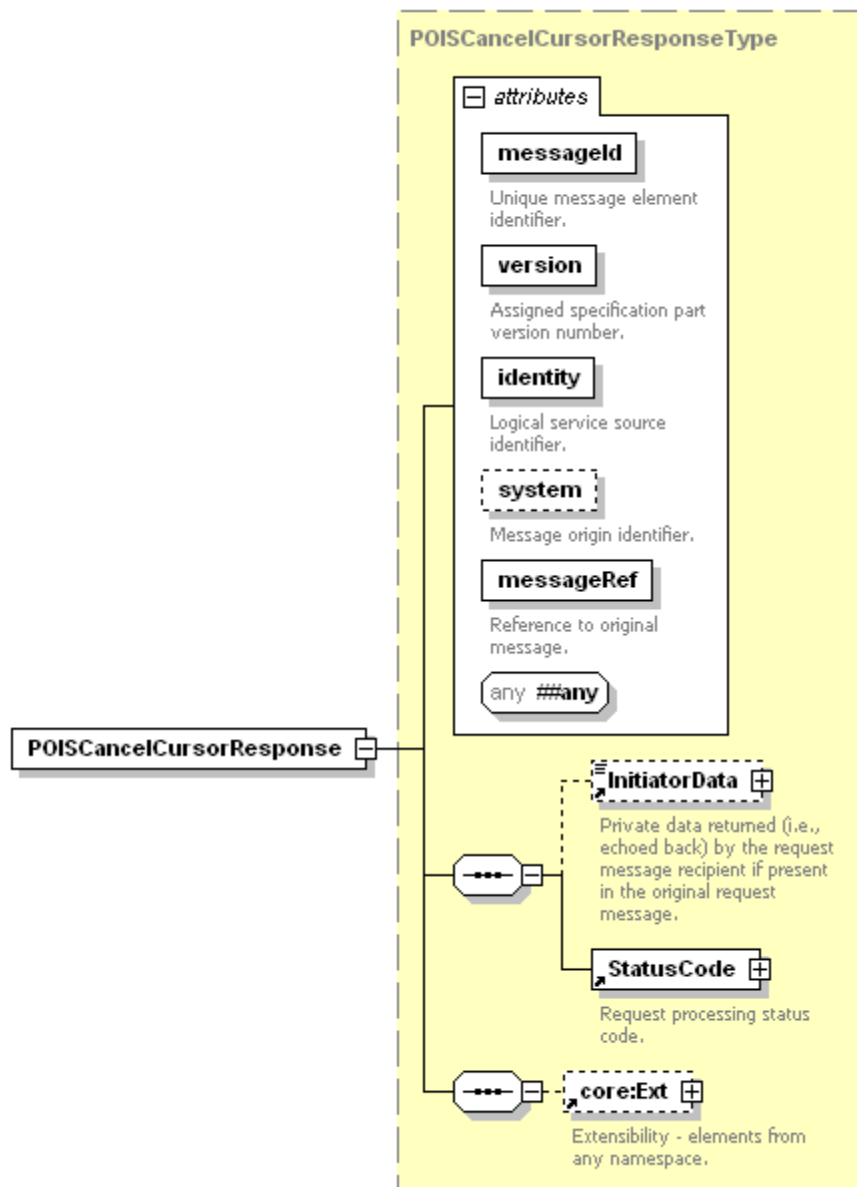 POISCancelCursorResponseType
attributes
messageId
Unique message element
identifier.
version
Assigned specification part
version number.
identity
Logical service source
identifier.
system
Message origin identifier.
messageRef
Reference to original
message.
any ##any
POISCancelCursorResponse
InitiatorData
Private data returned (i.e.,
echoed back) by the request
message recipient if present
in the original request
message.
StatusCode
Request processing status
code.
core:Ext
Extensibility - elements from
any namespace.